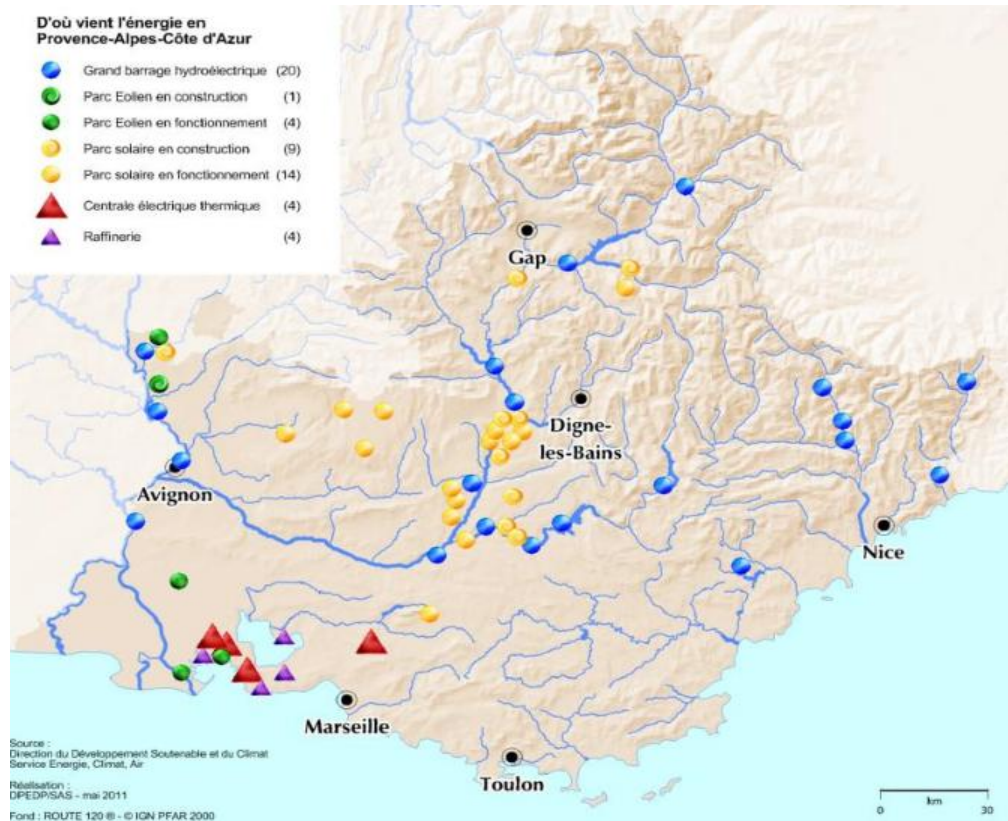 D'où vient l'énergie en
Provence-Alpes-Côte d'Azur
Grand barrage hydroélectrique (20)
Parc Eolien en construction (1)
Parc Eolien en fonctionnement (4)
Parc solaire en construction (9)
Parc solaire en fonctionnement (14)
Centrale électrique thermique (4)
Raffinerie (4)
Gap
Digne-
les-Bains
Avignon
Nice
Marseille
Toulon
Source :
Direction du Développement Soutenable et du Climat
Service Energie, Climat, Air
Réalisation :
DPEDP/SAS - mai 2011
Fond : ROUTE 120 ® - © IGN PFAR 2000
km
0 30